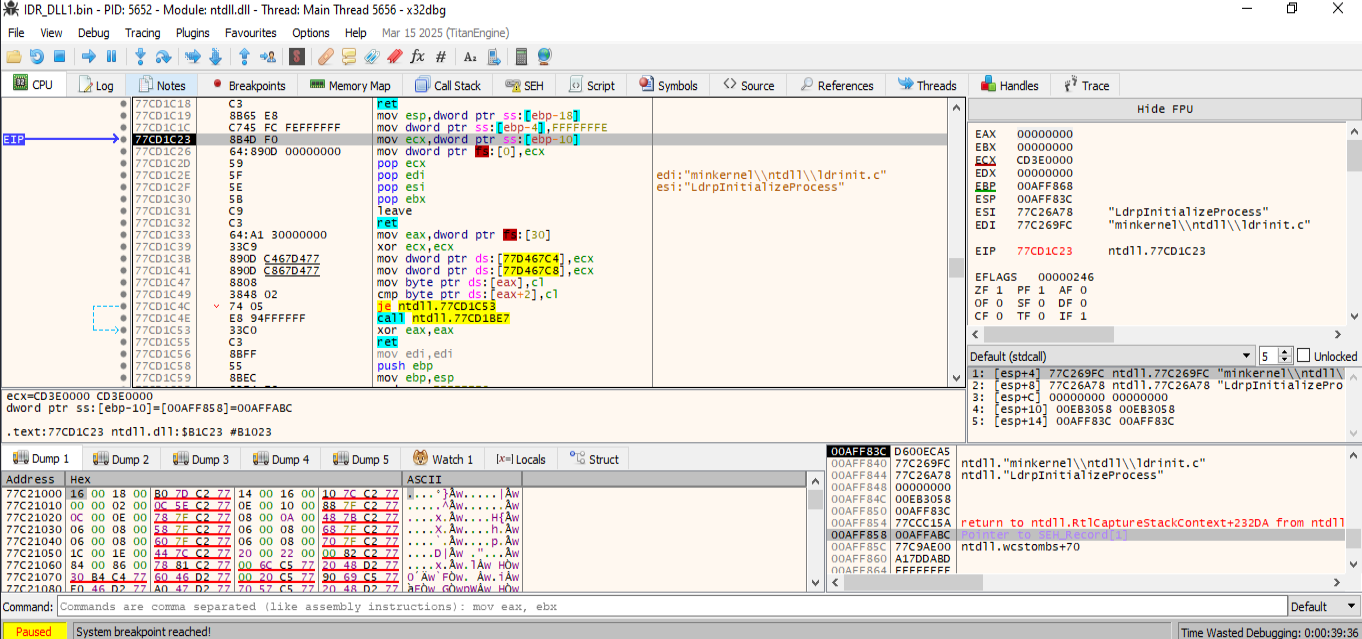 IDR_DLL1.bin - PID: 5652 - Module: ntdll.dll - Thread: Main Thread 5656 - x32dbg
File View Debug Tracing Plugins Favourites Options Help Mar 15 2025 (TitanEngine)
CPU Log Notes Breakpoints Memory Map Call Stack SEH Script Symbols Source References Threads Handles Trace
77CD1C18 C3 ret
77CD1C19 8B65 E8 mov esp,dword ptr ss:[ebp-18]
77CD1C1C C745 FC FEFFFFFF mov dword ptr ss:[ebp-4],FFFFFFFE
EIP 77CD1C23 8B4D F0 mov ecx,dword ptr ss:[ebp-10]
77CD1C26 64:890D 00000000 mov dword ptr fs:[0],ecx
77CD1C2D 59 pop ecx
77CD1C2E 5F pop edi edi:"minkernel\\ntdll\\ldrinit.c"
77CD1C2F 5E pop esi esi:"LdrpInitializeProcess"
77CD1C30 5B pop ebx
77CD1C31 C9 leave
77CD1C32 C3 ret
77CD1C33 64:A1 30000000 mov eax,dword ptr fs:[30]
77CD1C39 33C9 xor ecx,ecx
77CD1C3B 890D C467D477 mov dword ptr ds:[77D467C4],ecx
77CD1C41 890D C867D477 mov dword ptr ds:[77D467C8],ecx
77CD1C47 8808 mov byte ptr ds:[eax],cl
77CD1C49 3848 02 cmp byte ptr ds:[eax+2],cl
77CD1C4C 74 05 je ntdll.77CD1C53
77CD1C4E E8 94FFFFFF call ntdll.77CD1BE7
77CD1C53 33C0 xor eax,eax
77CD1C55 C3 ret
77CD1C56 8BFF mov edi,edi
77CD1C58 55 push ebp
77CD1C59 8BEC mov ebp,esp
Hide FPU
EAX 00000000
EBX 00000000
ECX CD3E0000
EDX 00000000
EBP 00AFF868
ESP 00AFF83C
ESI 77C26A78 "LdrpInitializeProcess"
EDI 77C269FC "minkernel\\ntdll\\ldrinit.c"
EIP 77CD1C23 ntdll.77CD1C23
EFLAGS 00000246
ZF 1 PF 1 AF 0
OF 0 SF 0 DF 0
CF 0 TF 0 IF 1
Default (stdcall) 5 Unlocked
1: [esp+4] 77C269FC ntdll.77C269FC "minkernel\\ntdll\
2: [esp+8] 77C26A78 ntdll.77C26A78 "LdrpInitializePro
3: [esp+C] 00000000 00000000
4: [esp+10] 00EB3058 00EB3058
5: [esp+14] 00AFF83C 00AFF83C
ecx=CD3E0000 CD3E0000
dword ptr ss:[ebp-10]=[00AFF858]=00AFFABC
.text:77CD1C23 ntdll.dll:$B1C23 #B1023
Dump 1 Dump 2 Dump 3 Dump 4 Dump 5 Watch 1 [x=] Locals Struct
Address Hex ASCII
77C21000 16 00 18 00 B0 7D C2 77 14 00 16 00 10 7C C2 77 ....°}Âw.....|Âw
77C21010 00 00 02 00 0C 5E C2 77 0E 00 10 00 88 7F C2 77 .....^Âw......Âw
77C21020 0C 00 0E 00 78 7F C2 77 08 00 0A 00 48 7B C2 77 ....x.Âw....H{Âw
77C21030 06 00 08 00 58 7F C2 77 06 00 08 00 68 7F C2 77 ....X.Âw....h.Âw
77C21040 06 00 08 00 60 7F C2 77 06 00 08 00 70 7F C2 77 ....`.Âw....p.Âw
77C21050 1C 00 1E 00 44 7C C2 77 20 00 22 00 00 82 C2 77 ....D|Âw ."...Âw
77C21060 84 00 86 00 78 81 C2 77 00 6C C5 77 20 48 D2 77 ....x.Âw.lÅw HÒw
77C21070 30 B4 C4 77 60 46 D2 77 00 20 C5 77 90 69 C5 77 20 48 D2 77
00AFF83C D600ECA5
00AFF840 77C269FC ntdll."minkernel\\ntdll\\ldrinit.c"
00AFF844 77C26A78 ntdll."LdrpInitializeProcess"
00AFF848 00000000
00AFF84C 00EB3058
00AFF850 00AFF83C
00AFF854 77CCC15A return to ntdll.RtlCaptureStackContext+232DA from ntdll
00AFF858 00AFFABC Pointer to SEH_Record[1]
00AFF85C 77C9AE00 ntdll.wcstombs+70
00AFF860 A17DDABD
00AFF864 FFFFFFFF
Command: Commands are comma separated (like assembly instructions): mov eax, ebx Default
Paused System breakpoint reached! Time Wasted Debugging: 0:00:39:36